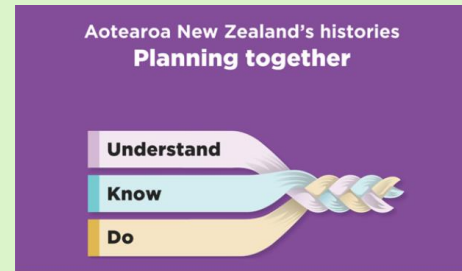 Aotearoa New Zealand's histories
Planning together
Understand
Know
Do